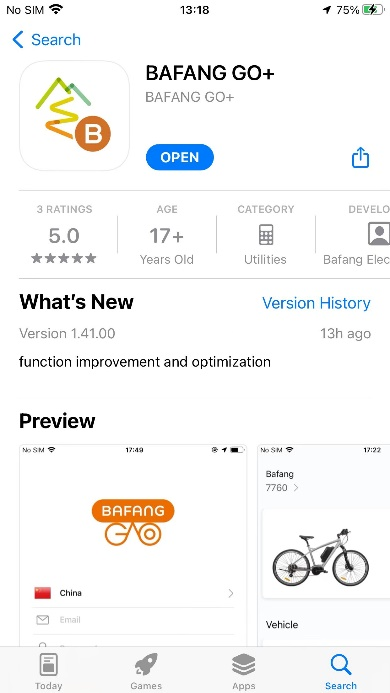 No SIM 13:18 75%
Search
BAFANG GO+
BAFANG GO+
B
OPEN
3 RATINGS AGE CATEGORY DEVELO
5.0 17+
Years Old Utilities Bafang Elec
What's New Version History
Version 1.41.00 13h ago
function improvement and optimization
Preview
No SIM 17:49 No SIM 17:22
BAFANG
GO
Bafang
7760
China
Email
Vehicle
Today Games Apps Search